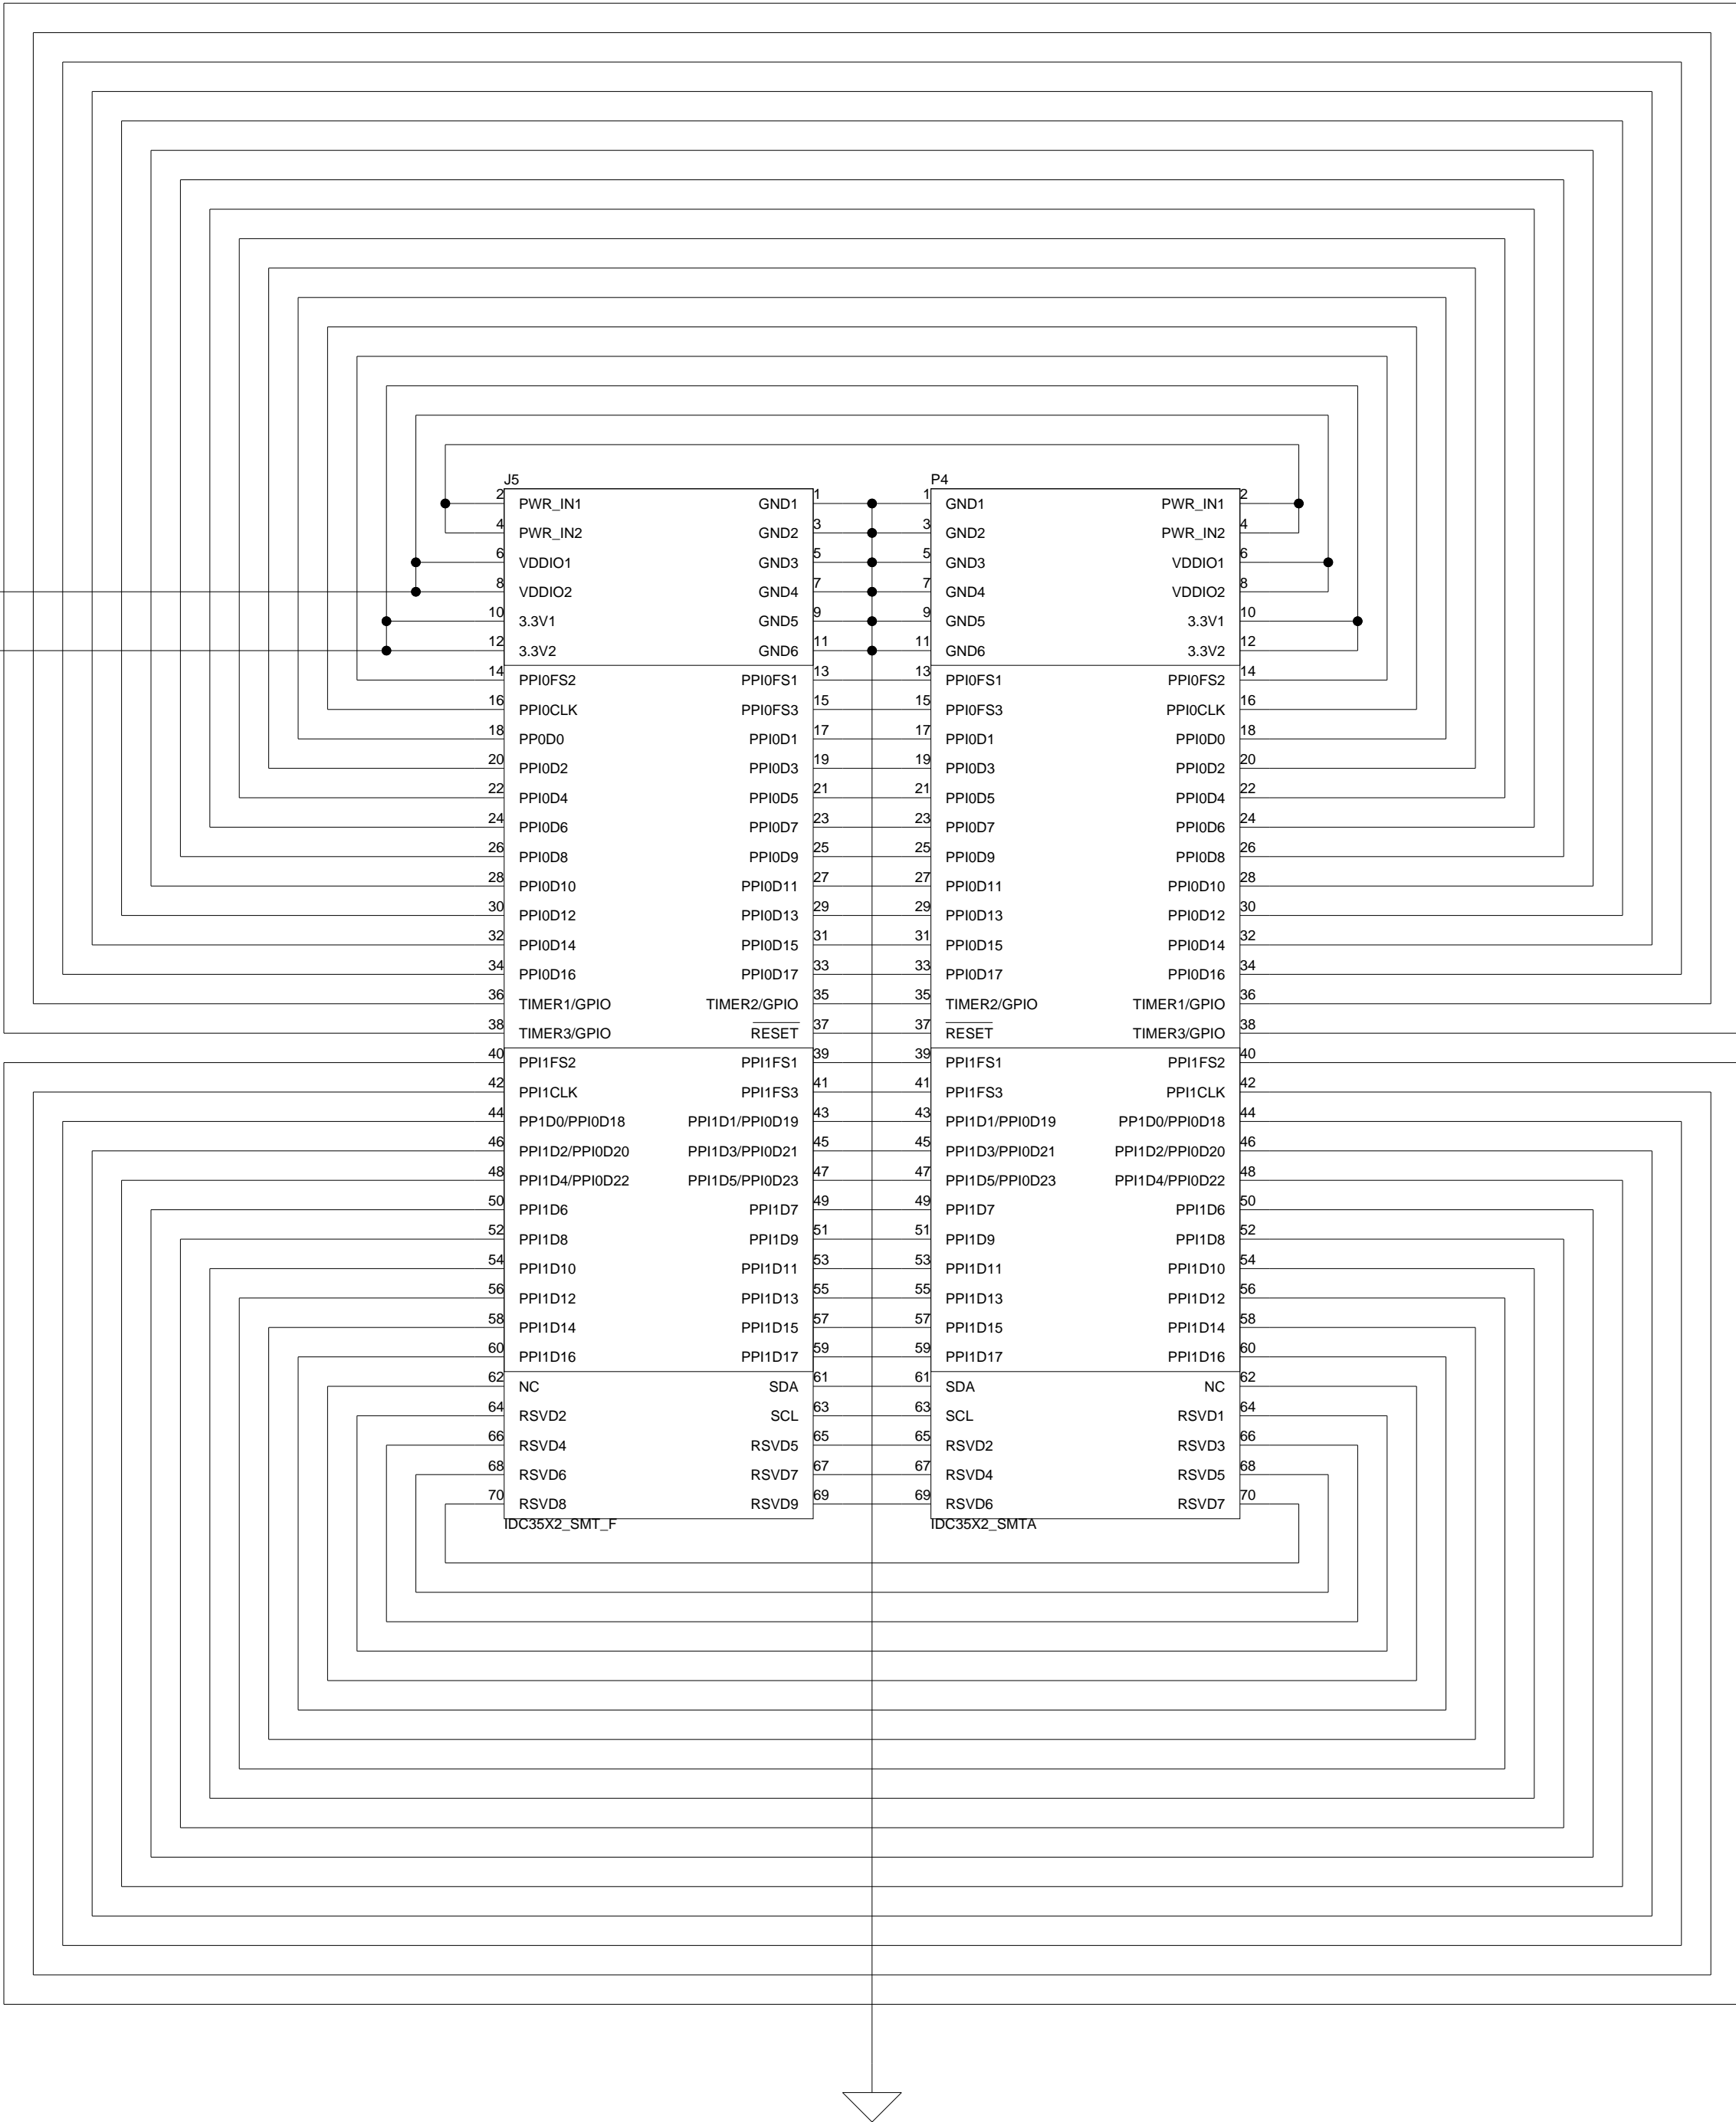 J5 P4
2 PWR_IN1 GND1 1 1 GND1 PWR_IN1 2
4 PWR_IN2 GND2 3 3 GND2 PWR_IN2 4
6 VDDIO1 GND3 5 5 GND3 VDDIO1 6
8 VDDIO2 GND4 7 7 GND4 VDDIO2 8
10 3.3V1 GND5 9 9 GND5 3.3V1 10
12 3.3V2 GND6 11 11 GND6 3.3V2 12
14 PPI0FS2 PPI0FS1 13 13 PPI0FS1 PPI0FS2 14
16 PPI0CLK PPI0FS3 15 15 PPI0FS3 PPI0CLK 16
18 PP0D0 PPI0D1 17 17 PPI0D1 PPI0D0 18
20 PPI0D2 PPI0D3 19 19 PPI0D3 PPI0D2 20
22 PPI0D4 PPI0D5 21 21 PPI0D5 PPI0D4 22
24 PPI0D6 PPI0D7 23 23 PPI0D7 PPI0D6 24
26 PPI0D8 PPI0D9 25 25 PPI0D9 PPI0D8 26
28 PPI0D10 PPI0D11 27 27 PPI0D11 PPI0D10 28
30 PPI0D12 PPI0D13 29 29 PPI0D13 PPI0D12 30
32 PPI0D14 PPI0D15 31 31 PPI0D15 PPI0D14 32
34 PPI0D16 PPI0D17 33 33 PPI0D17 PPI0D16 34
36 TIMER1/GPIO TIMER2/GPIO 35 35 TIMER2/GPIO TIMER1/GPIO 36
38 TIMER3/GPIO RESET 37 37 RESET TIMER3/GPIO 38
40 PPI1FS2 PPI1FS1 39 39 PPI1FS1 PPI1FS2 40
42 PPI1CLK PPI1FS3 41 41 PPI1FS3 PPI1CLK 42
44 PP1D0/PPI0D18 PPI1D1/PPI0D19 43 43 PPI1D1/PPI0D19 PP1D0/PPI0D18 44
46 PPI1D2/PPI0D20 PPI1D3/PPI0D21 45 45 PPI1D3/PPI0D21 PPI1D2/PPI0D20 46
48 PPI1D4/PPI0D22 PPI1D5/PPI0D23 47 47 PPI1D5/PPI0D23 PPI1D4/PPI0D22 48
50 PPI1D6 PPI1D7 49 49 PPI1D7 PPI1D6 50
52 PPI1D8 PPI1D9 51 51 PPI1D9 PPI1D8 52
54 PPI1D10 PPI1D11 53 53 PPI1D11 PPI1D10 54
56 PPI1D12 PPI1D13 55 55 PPI1D13 PPI1D12 56
58 PPI1D14 PPI1D15 57 57 PPI1D15 PPI1D14 58
60 PPI1D16 PPI1D17 59 59 PPI1D17 PPI1D16 60
62 NC SDA 61 61 SDA NC 62
64 RSVD2 SCL 63 63 SCL RSVD1 64
66 RSVD4 RSVD5 65 65 RSVD2 RSVD3 66
68 RSVD6 RSVD7 67 67 RSVD4 RSVD5 68
70 RSVD8 RSVD9 69 69 RSVD6 RSVD7 70
IDC35X2_SMT_F IDC35X2_SMTA